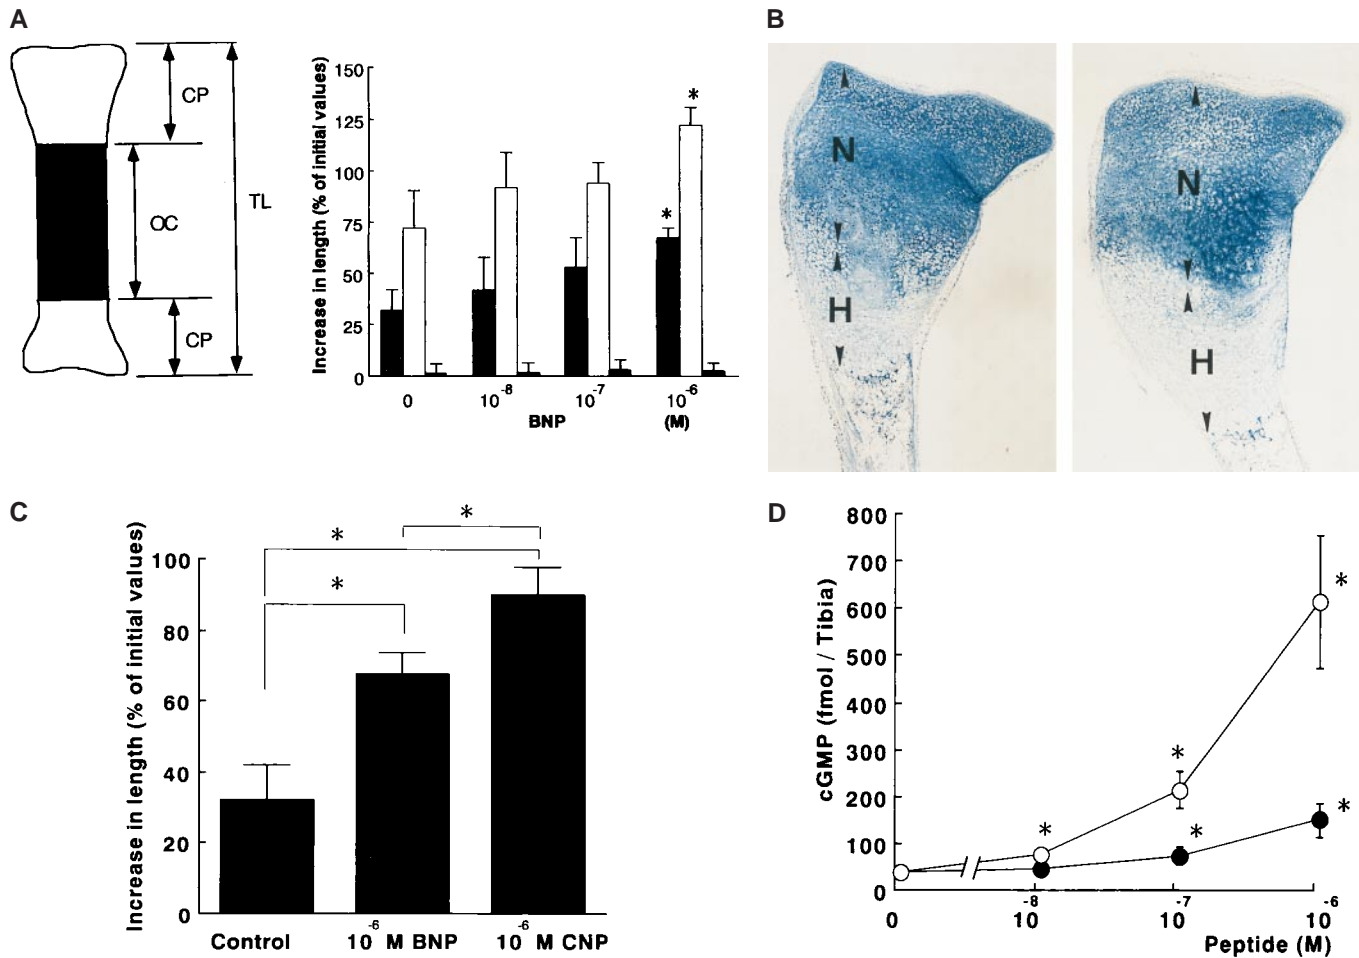 A
CP
OC
CP
TL
Increase in length (% of initial values)
150
125
100
75
50
25
0
*
*
0
10-8
10-7
10-6
BNP
(M)
B
N
H
N
H
C
Increase in length (% of initial values)
100
80
60
40
20
0
*
*
*
Control
10-6 M BNP
10-6 M CNP
D
cGMP (fmol / Tibia)
800
700
600
500
400
300
200
100
0
*
*
*
*
*
0
10-8
10-7
10-6
Peptide (M)